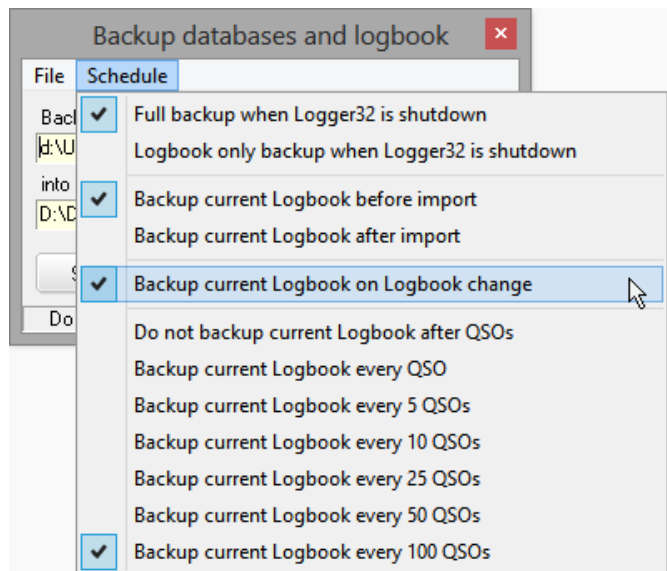 Backup databases and logbook
File Schedule
Full backup when Logger32 is shutdown
Logbook only backup when Logger32 is shutdown
into
Backup current Logbook before import
Backup current Logbook after import
Backup current Logbook on Logbook change
Do
Do not backup current Logbook after QSOs
Backup current Logbook every QSO
Backup current Logbook every 5 QSOs
Backup current Logbook every 10 QSOs
Backup current Logbook every 25 QSOs
Backup current Logbook every 50 QSOs
Backup current Logbook every 100 QSOs